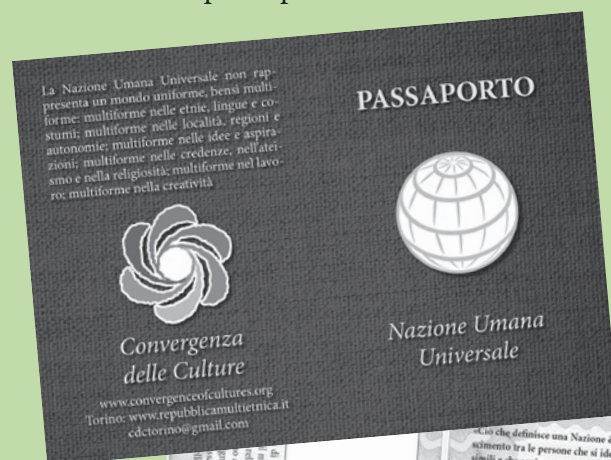 La Nazione Umana Universale non rap-
presenta un mondo uniforme, bensì multi-
forme: multiforme nelle etnie, lingue e co-
stumi; multiforme nelle località, regioni e
autonomie; multiforme nelle idee e aspira-
zioni; multiforme nelle credenze, nell'atei-
smo e nella religiosità; multiforme nel lavo-
ro; multiforme nella creatività
Convergenza
delle Culture
www.convergenceofcultures.org
Torino: www.repubblicamultietnica.it
cdctorino@gmail.com
PASSAPORTO
Nazione Umana
Universale
«Ciò che definisce una Nazione è
scimento tra le persone che si